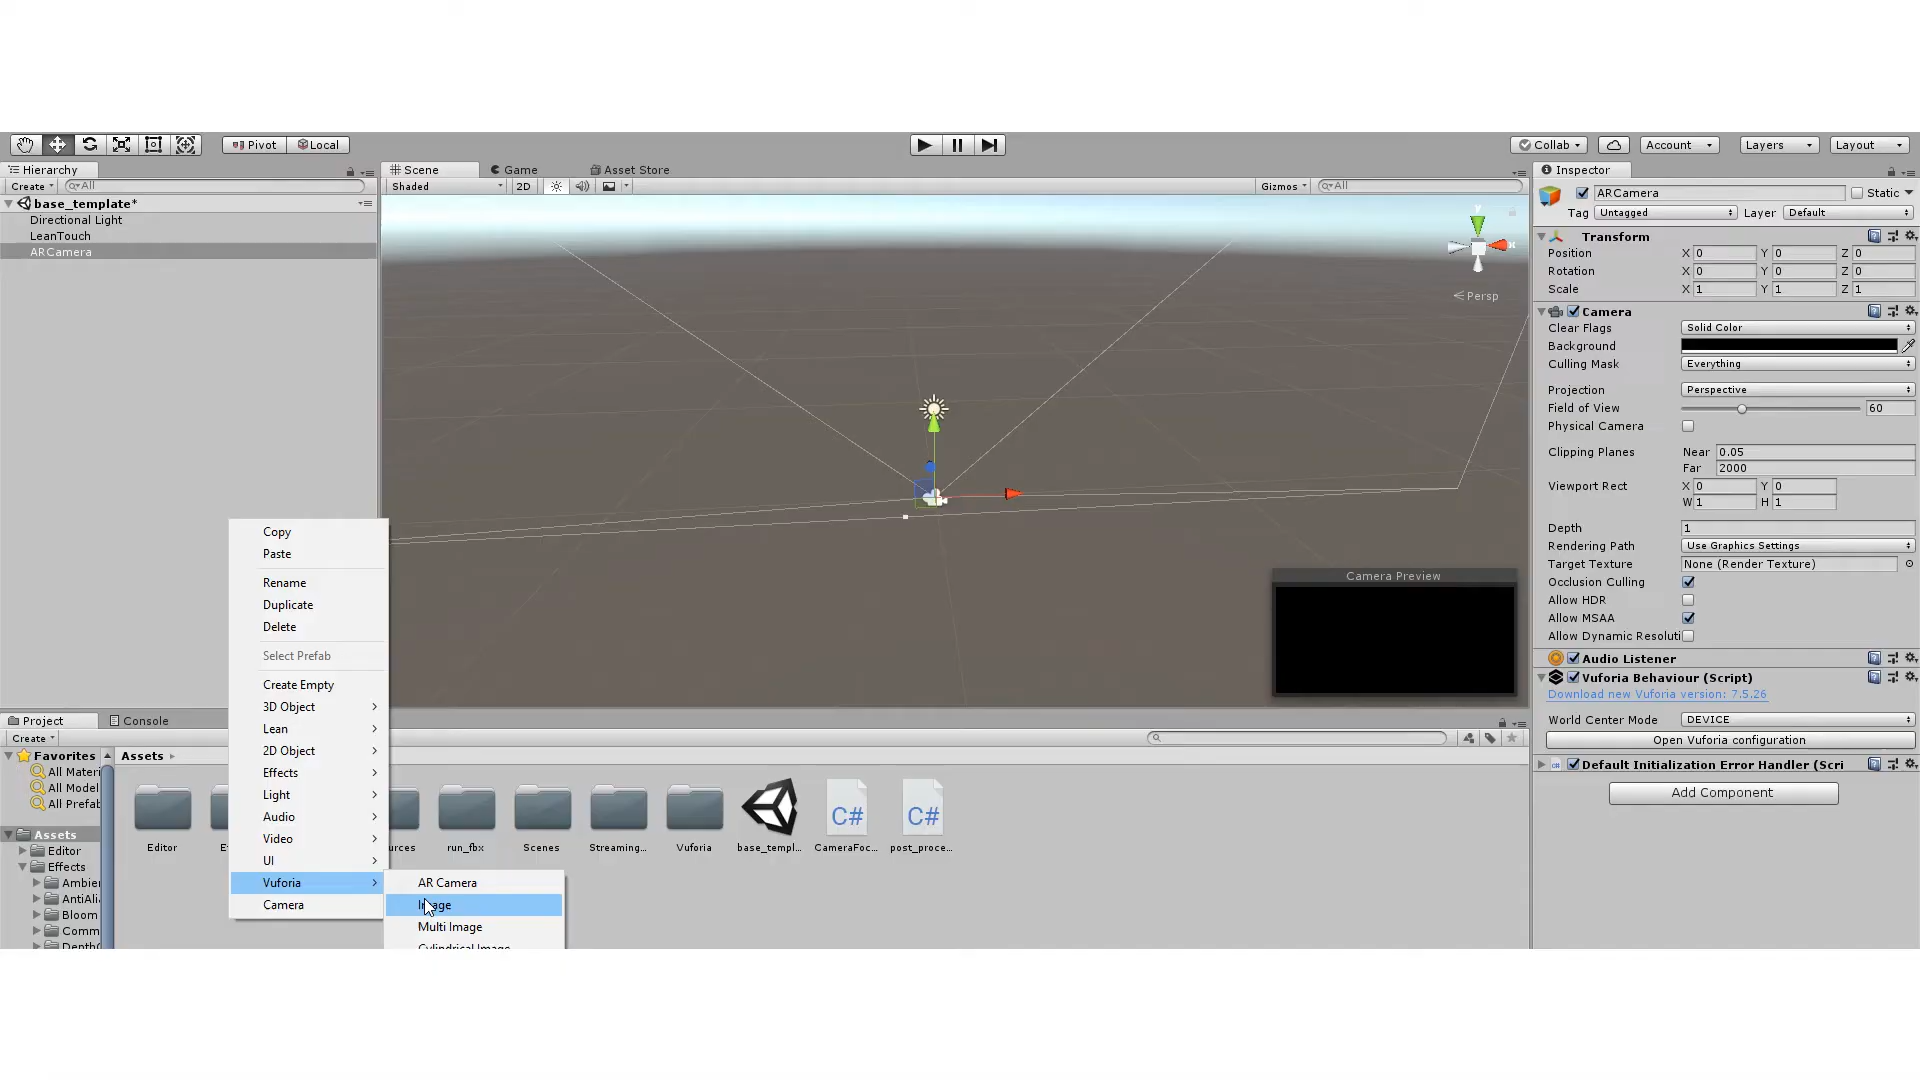 Pivot Local Collab Account Layers Layout
Hierarchy
Create All
base_template*
Directional Light
LeanTouch
ARCamera
Scene Game Asset Store
Shaded 2D Gizmos All
Y
X
Persp
Camera Preview
Copy
Paste
Rename
Duplicate
Delete
Select Prefab
Create Empty
3D Object
Lean
2D Object
Effects
Light
Audio
Video
UI
Vuforia
Camera
AR Camera
Image
Multi Image
Cylindrical Image
Project Console
Create
Favorites
All Materi
All Model
All Prefab
Assets
Editor
Effects
Ambien
AntiAli
Bloom
Comm
Depth
Assets
Editor
run_fbx
Scenes
Streaming...
Vuforia
base_templ...
C#
CameraFoc...
C#
post_proce...
Inspector
ARCamera Static
Tag Untagged Layer Default
Transform
Position X 0 Y 0 Z 0
Rotation X 0 Y 0 Z 0
Scale X 1 Y 1 Z 1
Camera
Clear Flags Solid Color
Background
Culling Mask Everything
Projection Perspective
Field of View 60
Physical Camera
Clipping Planes Near 0.05
Far 2000
Viewport Rect X 0 Y 0
W 1 H 1
Depth 1
Rendering Path Use Graphics Settings
Target Texture None (Render Texture)
Occlusion Culling
Allow HDR
Allow MSAA
Allow Dynamic Resoluti
Audio Listener
Vuforia Behaviour (Script)
Download new Vuforia version: 7.5.26
World Center Mode DEVICE
Open Vuforia configuration
Default Initialization Error Handler (Scri
Add Component